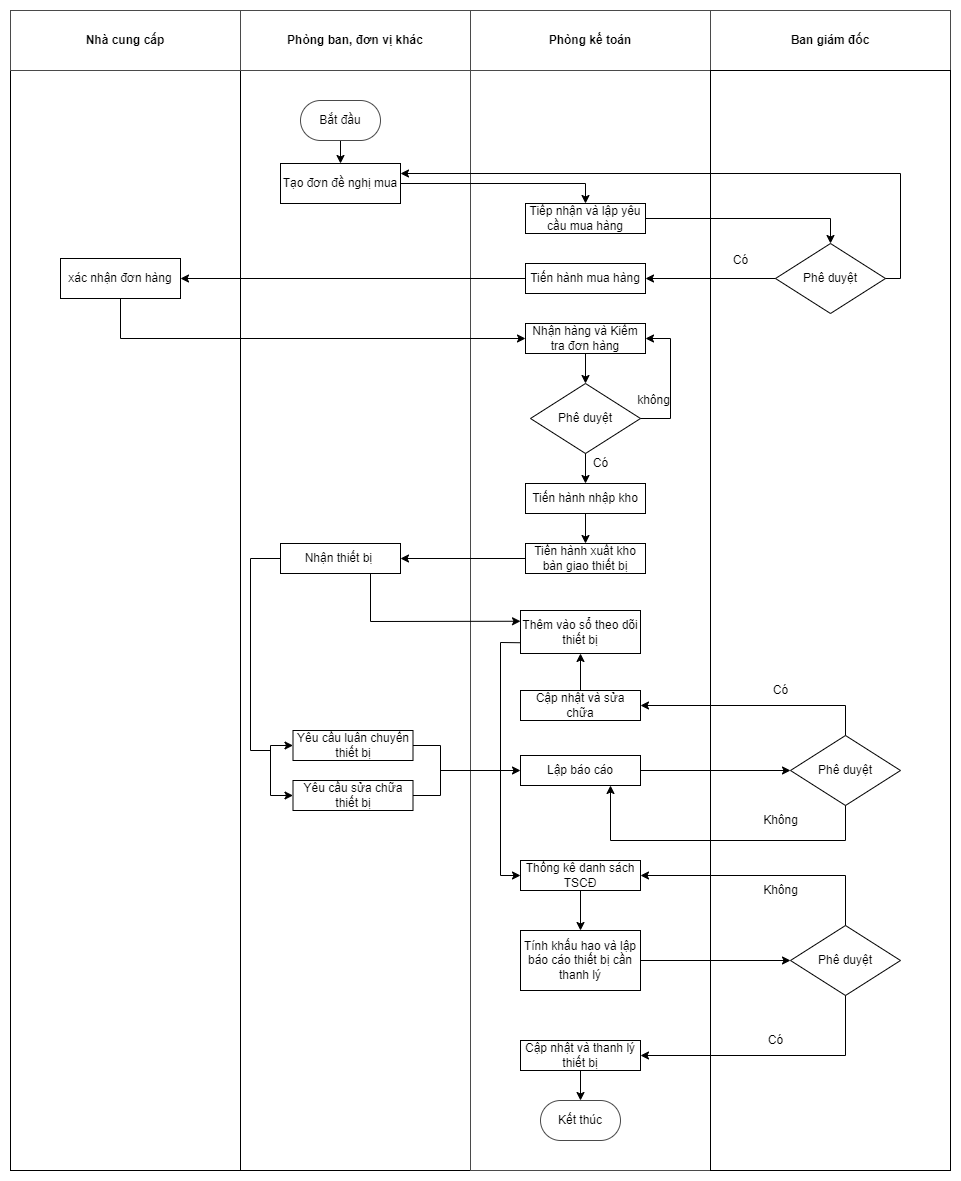 Nhà cung cấp
Phòng ban, đơn vị khác
Phòng kế toán
Ban giám đốc
Bắt đầu
Tạo đơn đề nghị mua
Tiếp nhận và lập yêu
cầu mua hàng
xác nhận đơn hàng
Tiến hành mua hàng
Có
Phê duyệt
Nhận hàng và Kiểm
tra đơn hàng
không
Phê duyệt
Có
Tiến hành nhập kho
Nhận thiết bị
Tiến hành xuất kho
bàn giao thiết bị
Thêm vào sổ theo dõi
thiết bị
Có
Cập nhật và sửa
chữa
Yêu cầu luân chuyển
thiết bị
Lập báo cáo
Phê duyệt
Yêu cầu sửa chữa
thiết bị
Không
Thống kê danh sách
TSCĐ
Không
Tính khấu hao và lập
báo cáo thiết bị cần
thanh lý
Phê duyệt
Có
Cập nhật và thanh lý
thiết bị
Kết thúc